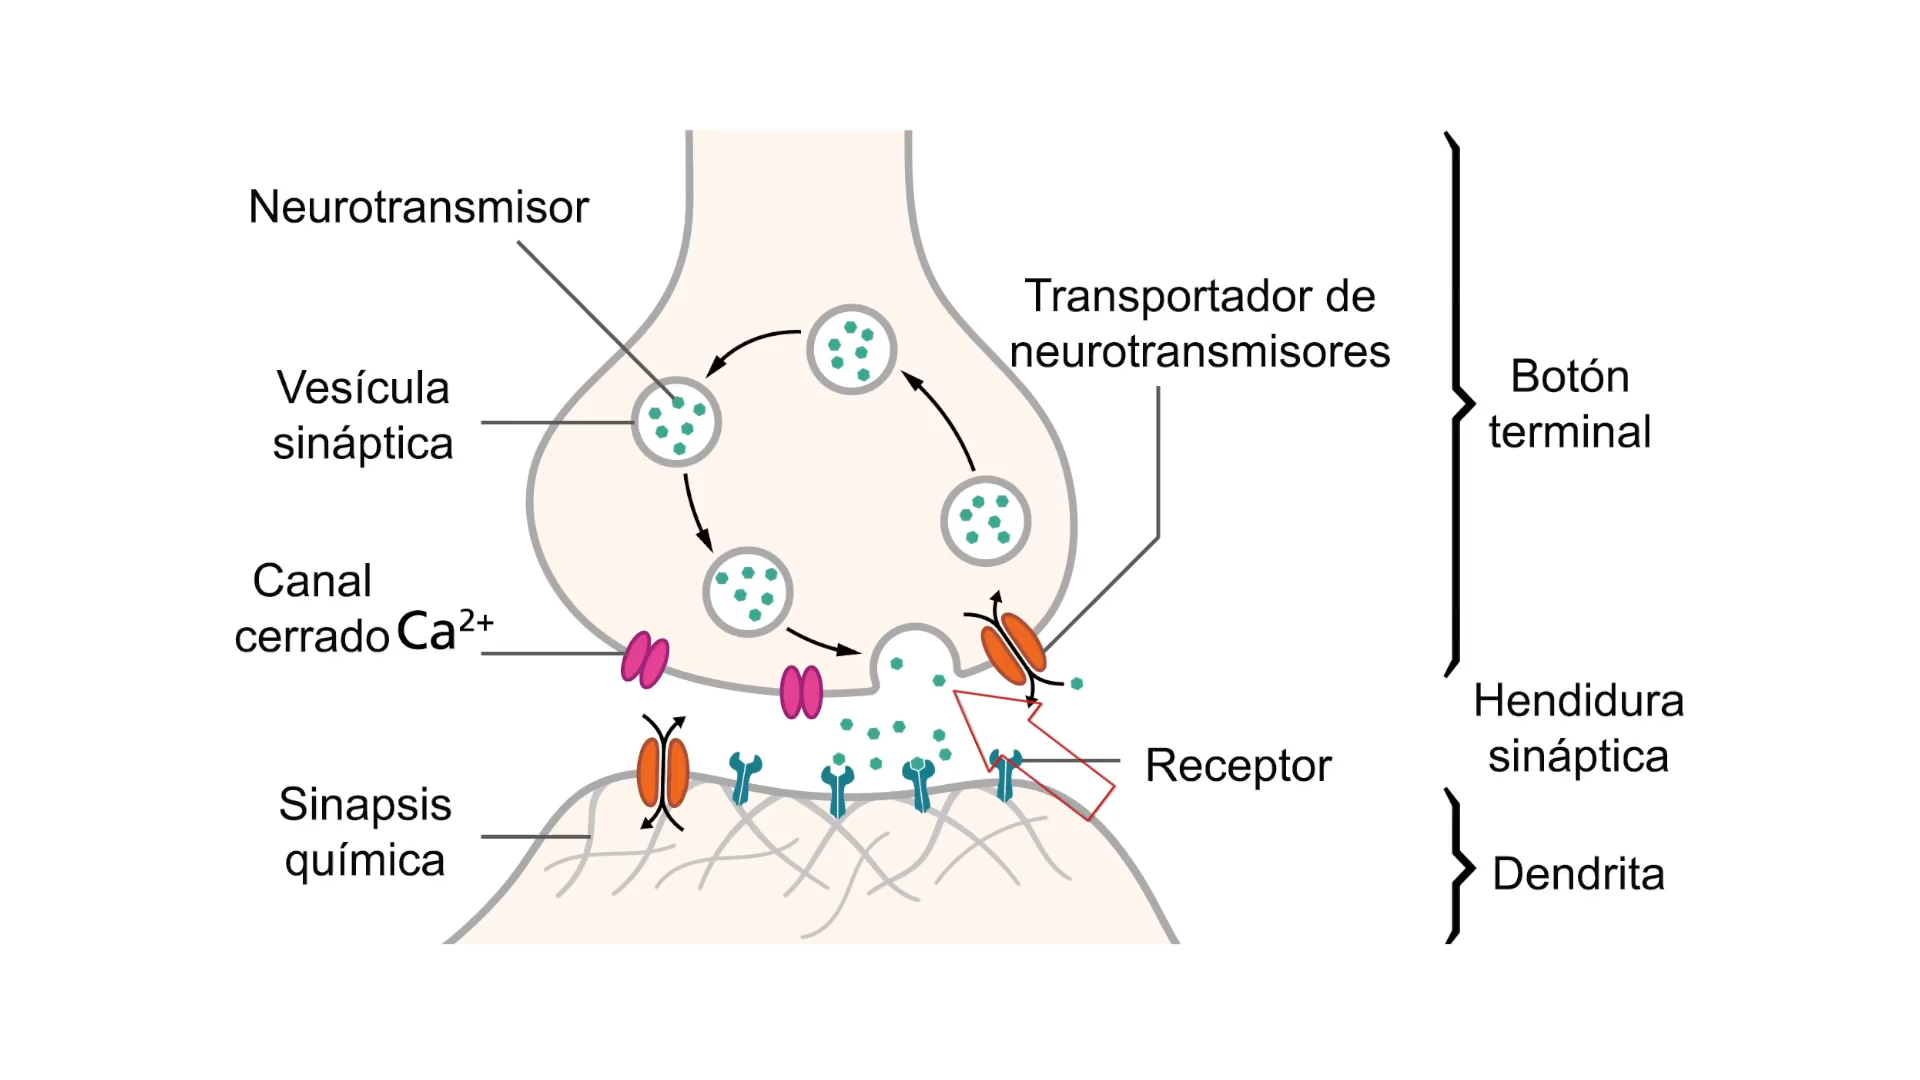 Neurotransmisor
Vesícula
sináptica
Canal
cerrado Ca²⁺
Sinapsis
química
Transportador de
neurotransmisores
Receptor
Botón
terminal
Hendidura
sináptica
Dendrita